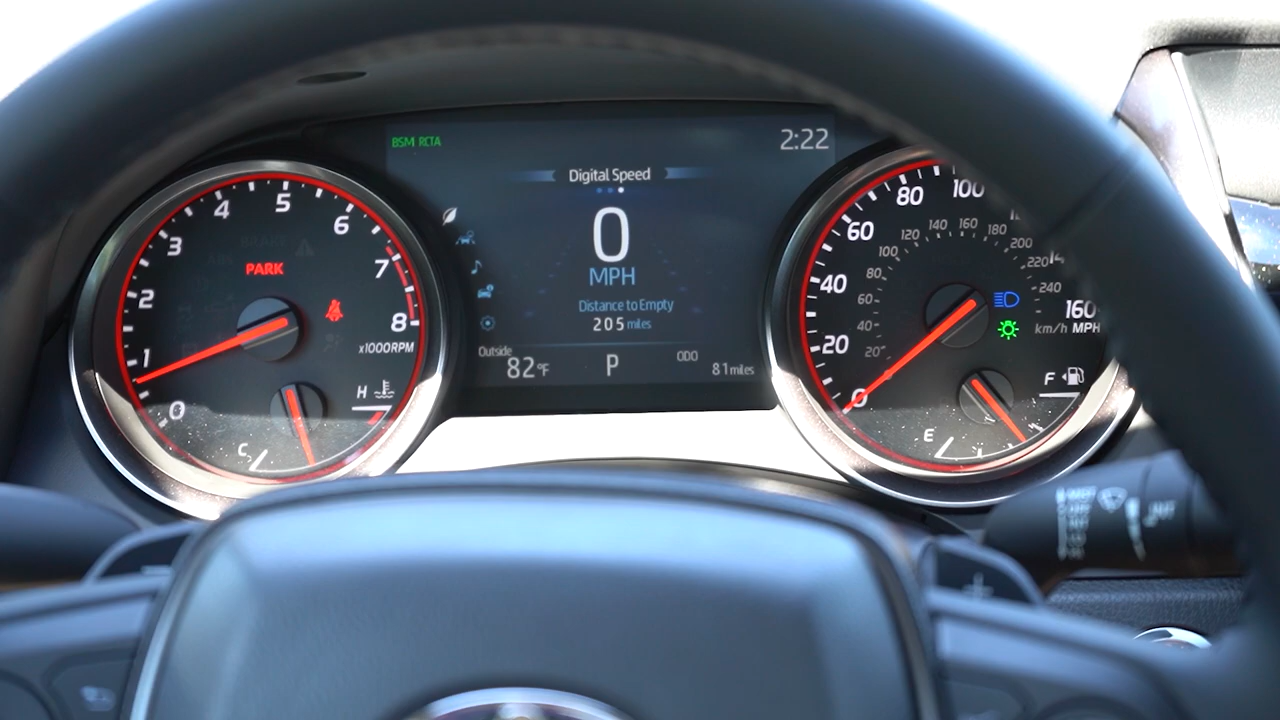 BSM RCTA
2:22
Digital Speed
0
MPH
Distance to Empty
205 miles
Outside
82°F
P
ODO
81 miles
0
1
2
3
4
5
6
7
8
x1000RPM
PARK
H
C
0
20
40
60
80
100
160
20
40
60
80
100
120
140
160
180
200
220
240
km/h MPH
F
E